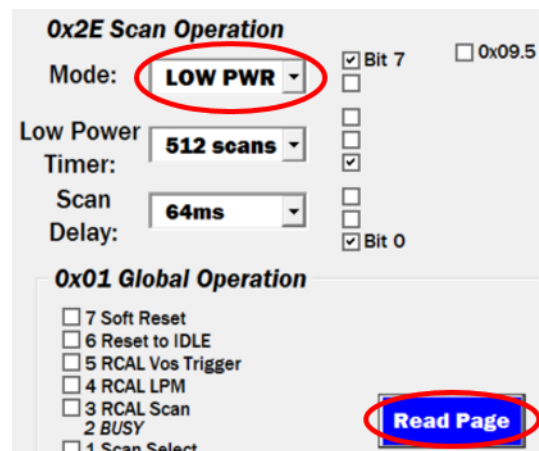 0x2E Scan Operation
Mode: LOW PWR Bit 7 0x09.5
Low Power
Timer:
512 scans
Scan
Delay:
64ms
Bit 0
0x01 Global Operation
7 Soft Reset
6 Reset to IDLE
5 RCAL Vos Trigger
4 RCAL LPM
3 RCAL Scan
2 BUSY
1 Scan Select
Read Page